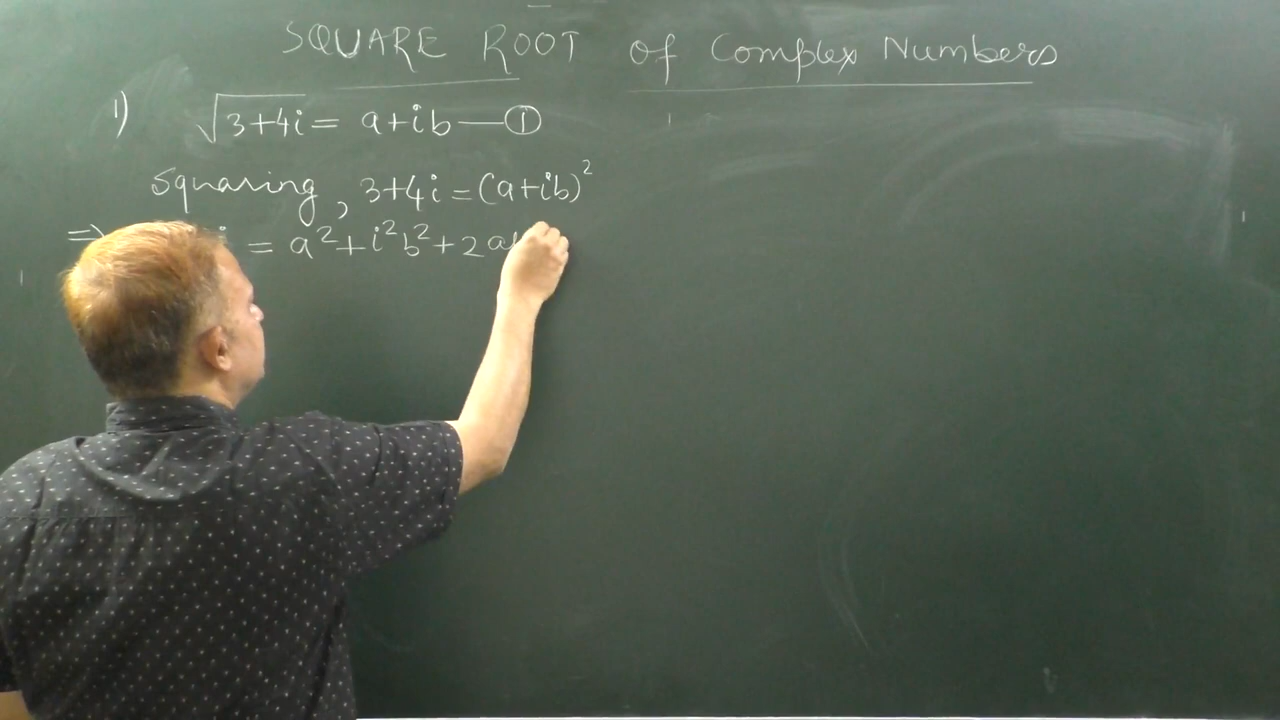 SQUARE ROOT of Complex Numbers
1) √3+4i = a+ib — ①
Squaring, 3+4i = (a+ib)²
⇒ i = a²+i²b²+2a